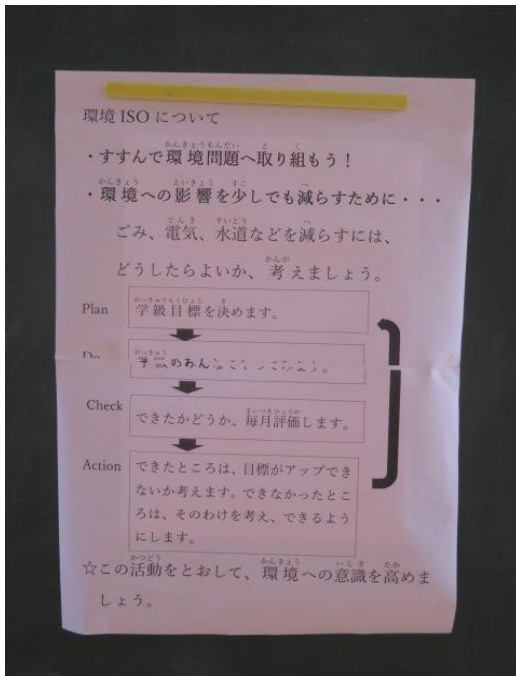 環境 ISO について
・すすんで環境問題へ取り組もう！
・環境への影響を少しでも減らすために・・・
ごみ、電気、水道などを減らすには、
どうしたらよいか、考えましょう。
Plan
学級目標を決めます。
学級のみん
Check
できたかどうか、毎月評価します。
Action
できたところは、目標がアップでき
ないか考えます。できなかったとこ
ろは、そのわけを考え、できるよう
にします。
☆この活動をとおして、環境への意識を高めま
しょう。